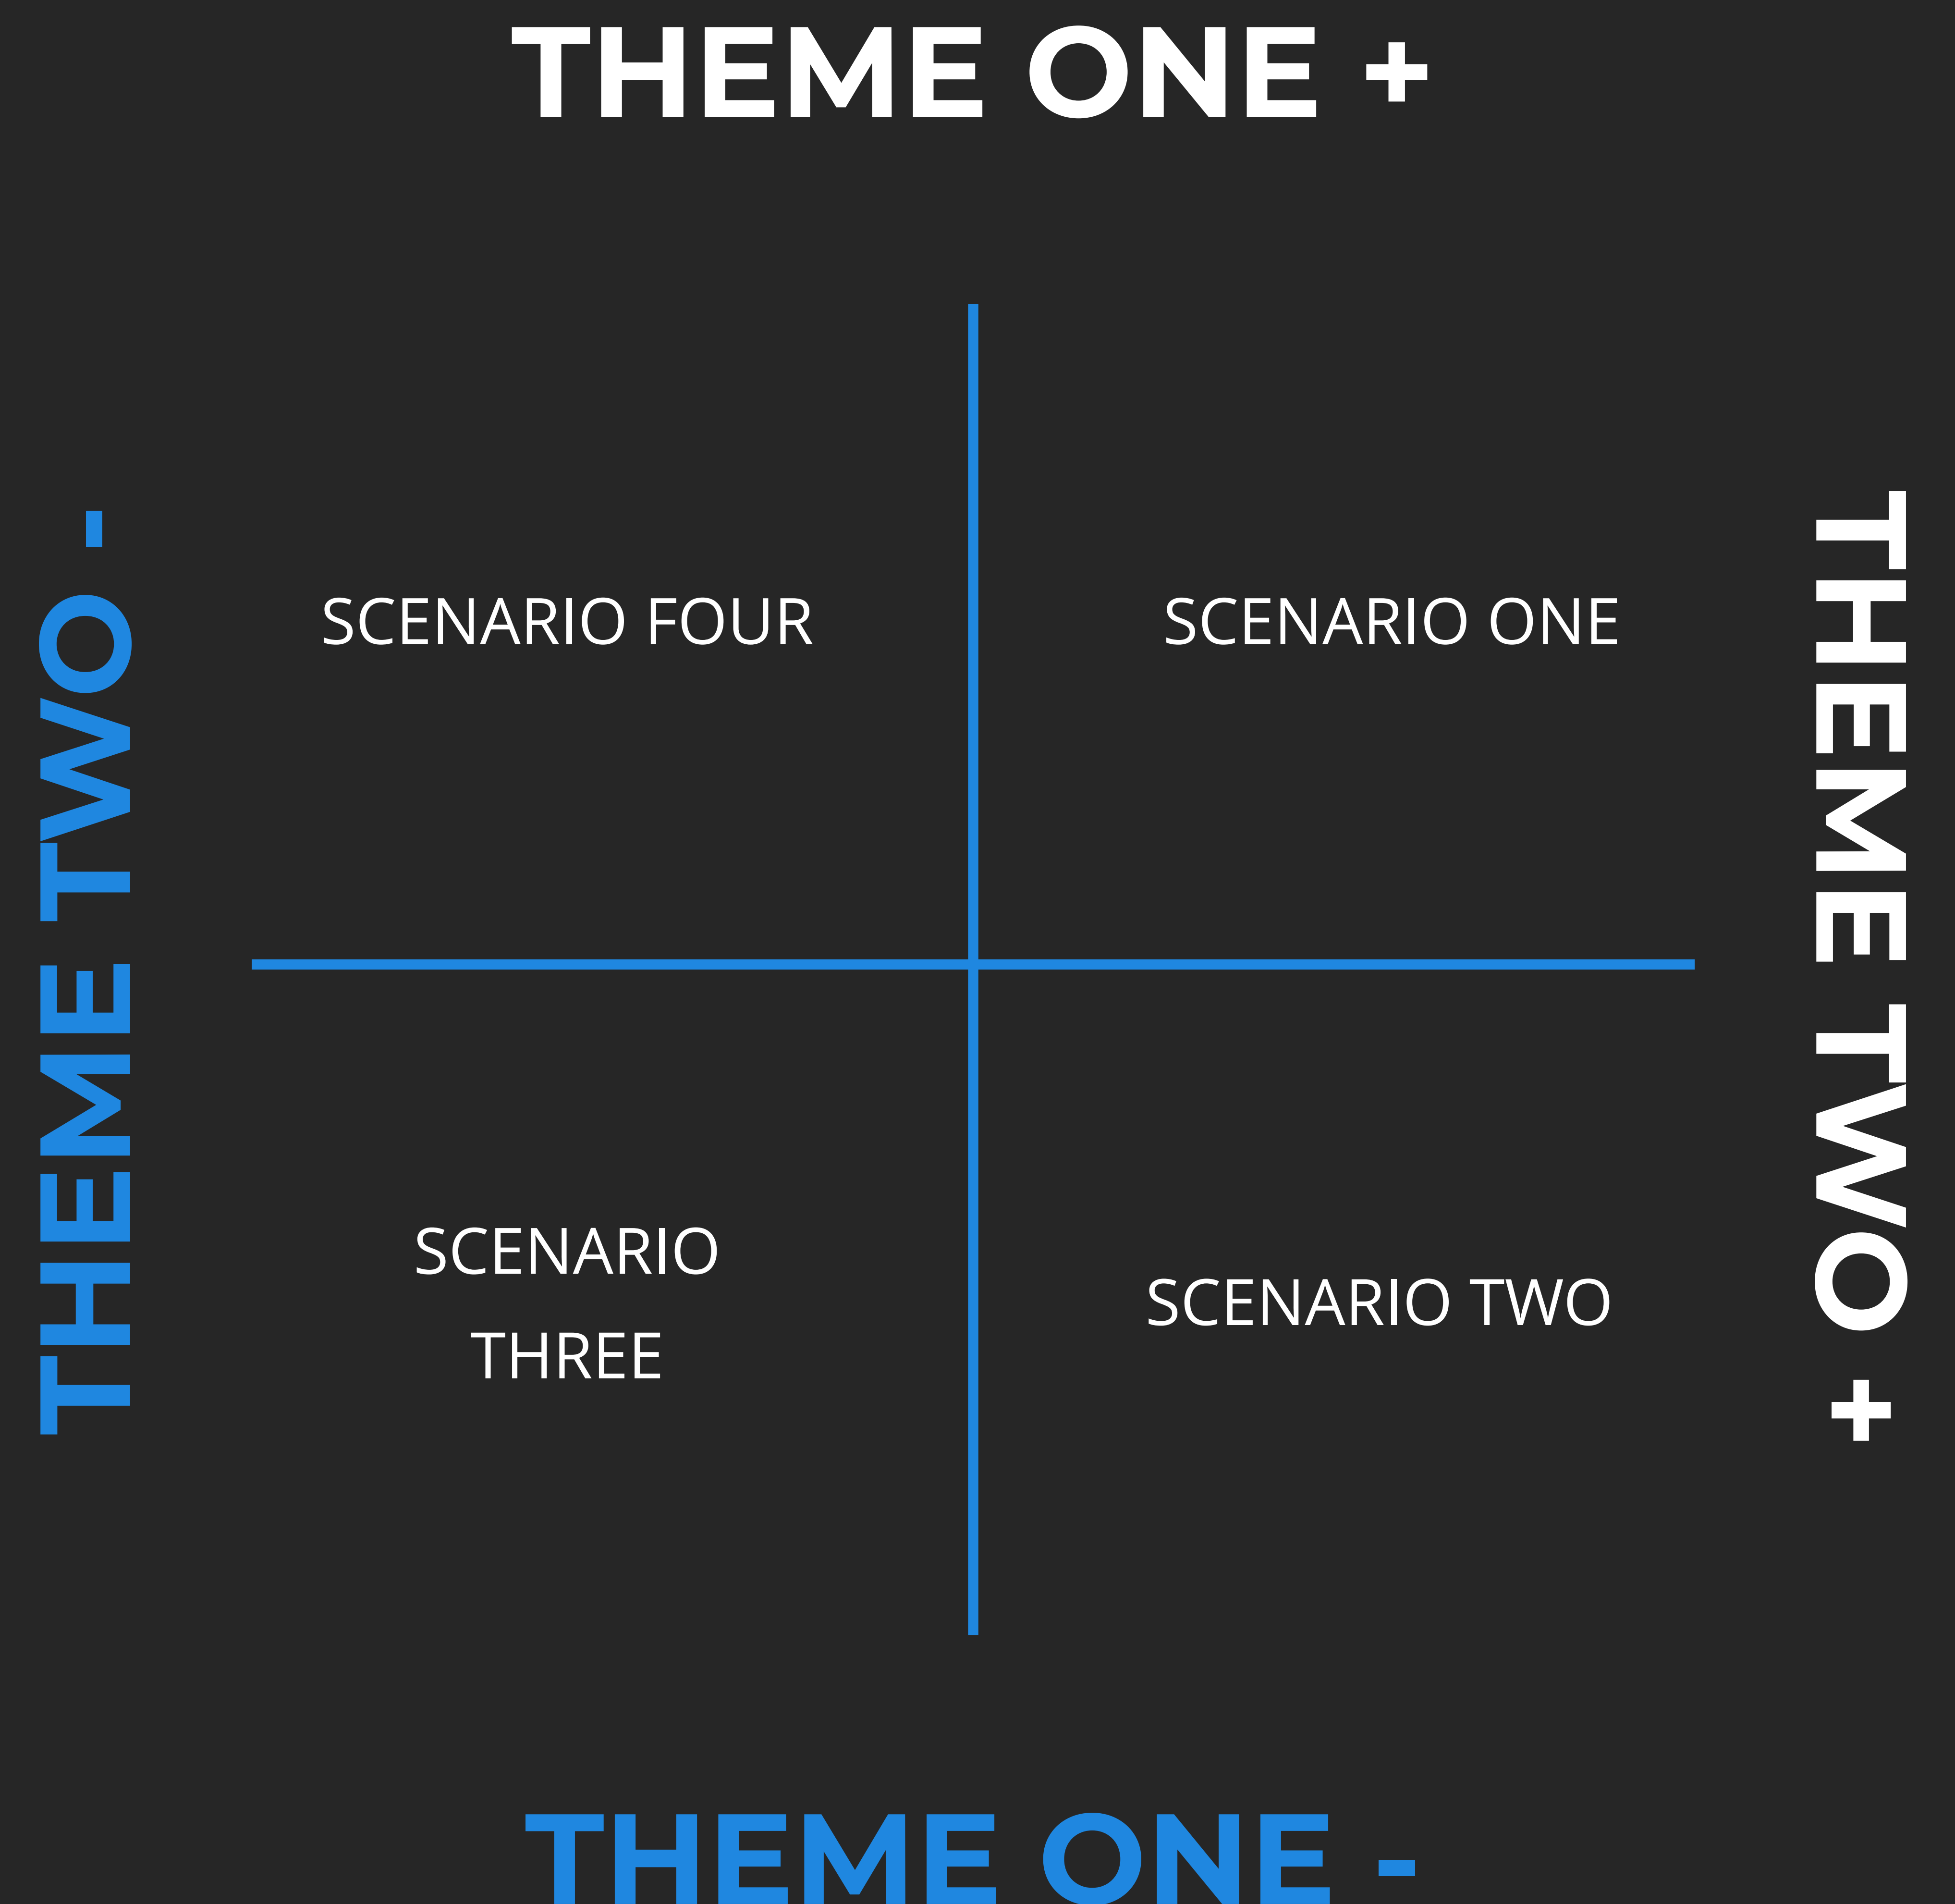 THEME ONE +
THEME TWO -
SCENARIO FOUR
SCENARIO ONE
THEME TWO +
SCENARIO
THREE
SCENARIO TWO
THEME ONE -